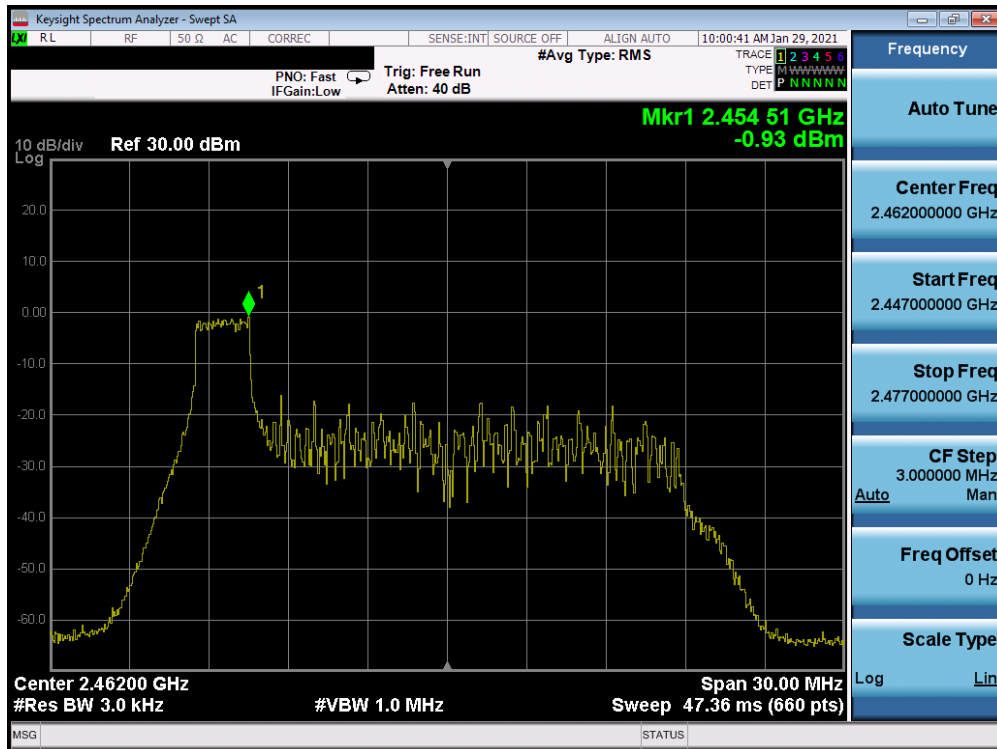 Keysight Spectrum Analyzer - Swept SA
LXI RL RF 50 Ω AC CORREC SENSE:INT SOURCE OFF ALIGN AUTO 10:00:41 AM Jan 29, 2021
#Avg Type: RMS TRACE 1 2 3 4 5 6
PNO: Fast Trig: Free Run TYPE M WWWWW
IFGain:Low Atten: 40 dB DET P N N N N N
Mkr1 2.454 51 GHz
-0.93 dBm
10 dB/div Ref 30.00 dBm
Log
20.0
10.0
1
0.00
-10.0
-20.0
-30.0
-40.0
-50.0
-60.0
Center 2.46200 GHz Span 30.00 MHz
#Res BW 3.0 kHz #VBW 1.0 MHz Sweep 47.36 ms (660 pts)
MSG STATUS
Frequency
Auto Tune
Center Freq
2.462000000 GHz
Start Freq
2.447000000 GHz
Stop Freq
2.477000000 GHz
CF Step
3.000000 MHz
Auto Man
Freq Offset
0 Hz
Scale Type
Log Lin